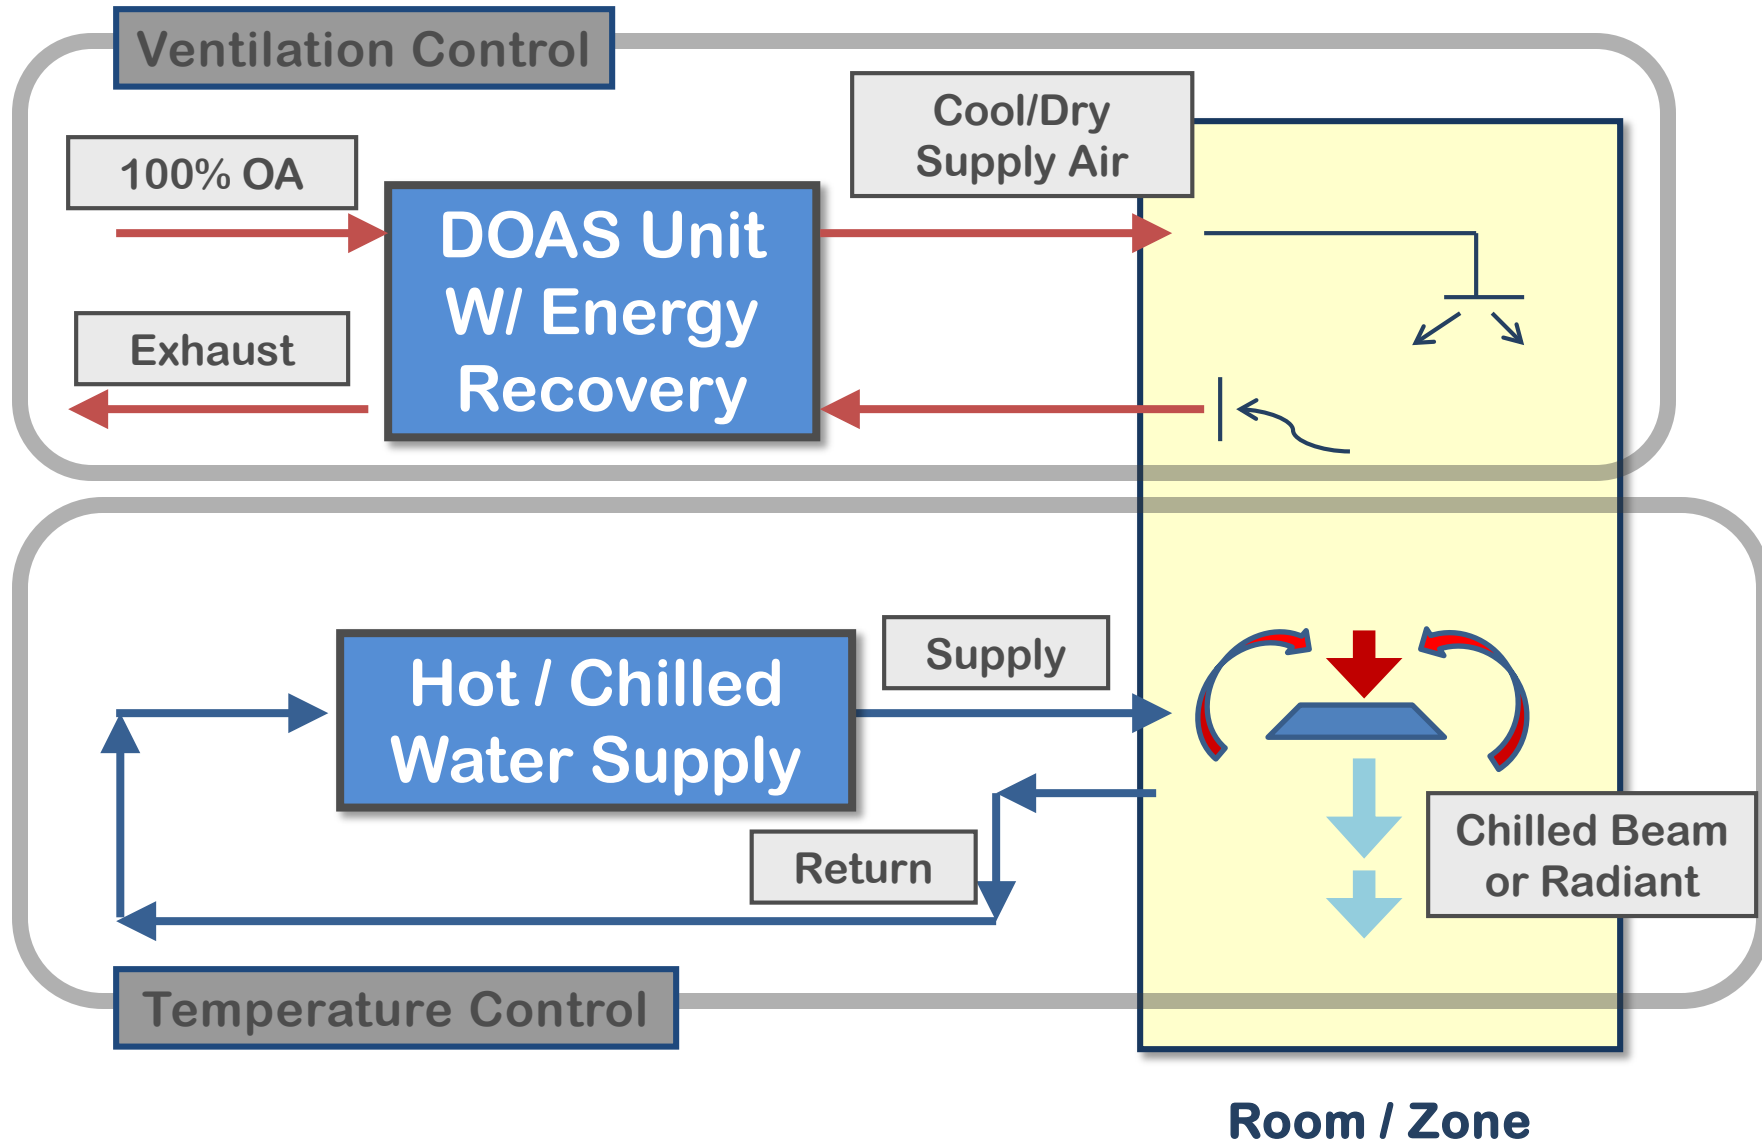 Ventilation Control
Cool/Dry
Supply Air
100% OA
DOAS Unit
W/ Energy
Recovery
Exhaust
Supply
Hot / Chilled
Water Supply
Return
Chilled Beam
or Radiant
Temperature Control
Room / Zone